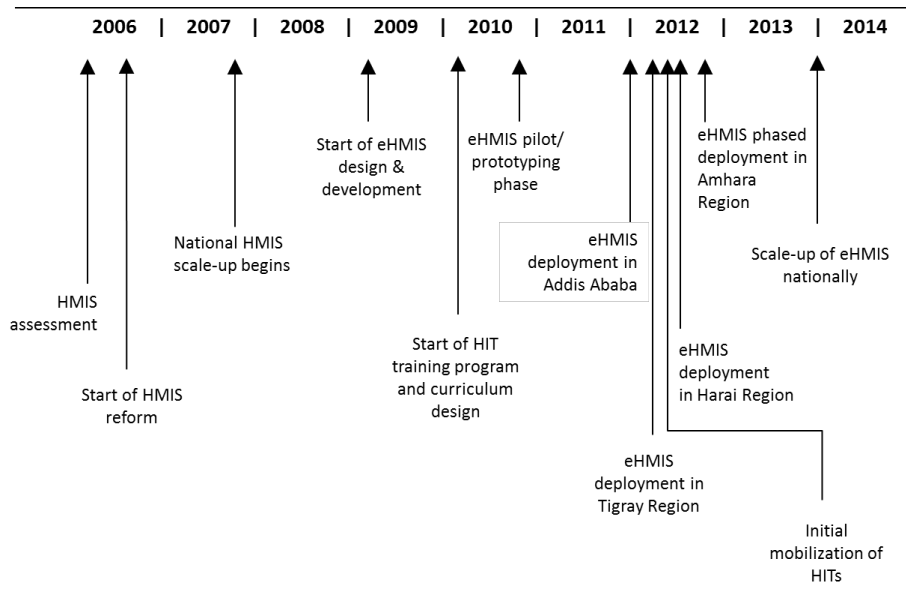 2006 | 2007 | 2008 | 2009 | 2010 | 2011 | 2012 | 2013 | 2014
HMIS
assessment
Start of HMIS
reform
National HMIS
scale-up begins
Start of eHMIS
design &
development
Start of HIT
training program
and curriculum
design
eHMIS pilot/
prototyping
phase
eHMIS
deployment in
Addis Ababa
eHMIS
deployment in
Tigray Region
Initial
mobilization of
HITs
eHMIS
deployment
in Harai Region
eHMIS phased
deployment in
Amhara
Region
Scale-up of eHMIS
nationally